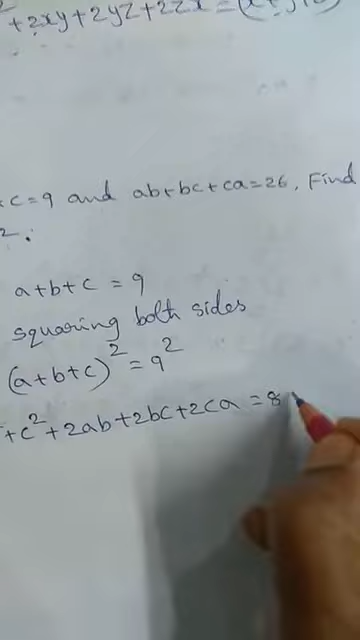 +2xy+2yz+2zx=(x+y+
c=9 and ab+bc+ca=26, Find
2.
a+b+c = 9
squaring both sides
(a+b+c)²=9²
+c²+2ab+2bc+2ca=8